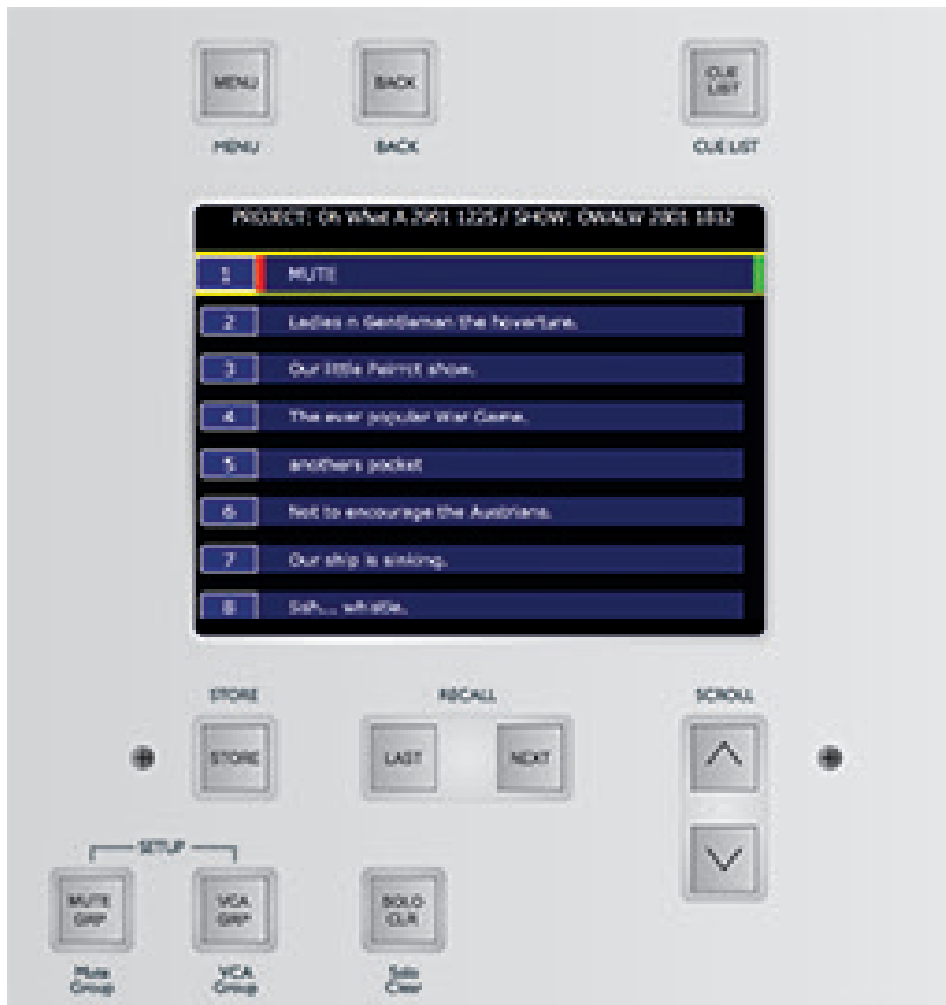 MENU
BACK
CUE
LIST
MENU
BACK
CUE LIST
PROJECT: Oh What A 2901 1225 / SHOW: OWALW 2901 1812
1 MUTE
2 Ladies n Gentleman the hoverture.
3 Our little Peirrot show.
4 The ever popular War Game.
5 anothers pocket
6 Not to encourage the Austrians.
7 Our ship is sinking.
8 Ssh... whistle.
STORE
RECALL
SCROLL
STORE
LAST
NEXT
SETUP
MUTE
GRP
VCA
GRP
SOLO
CLR
Mute
Group
VCA
Group
Solo
Clear